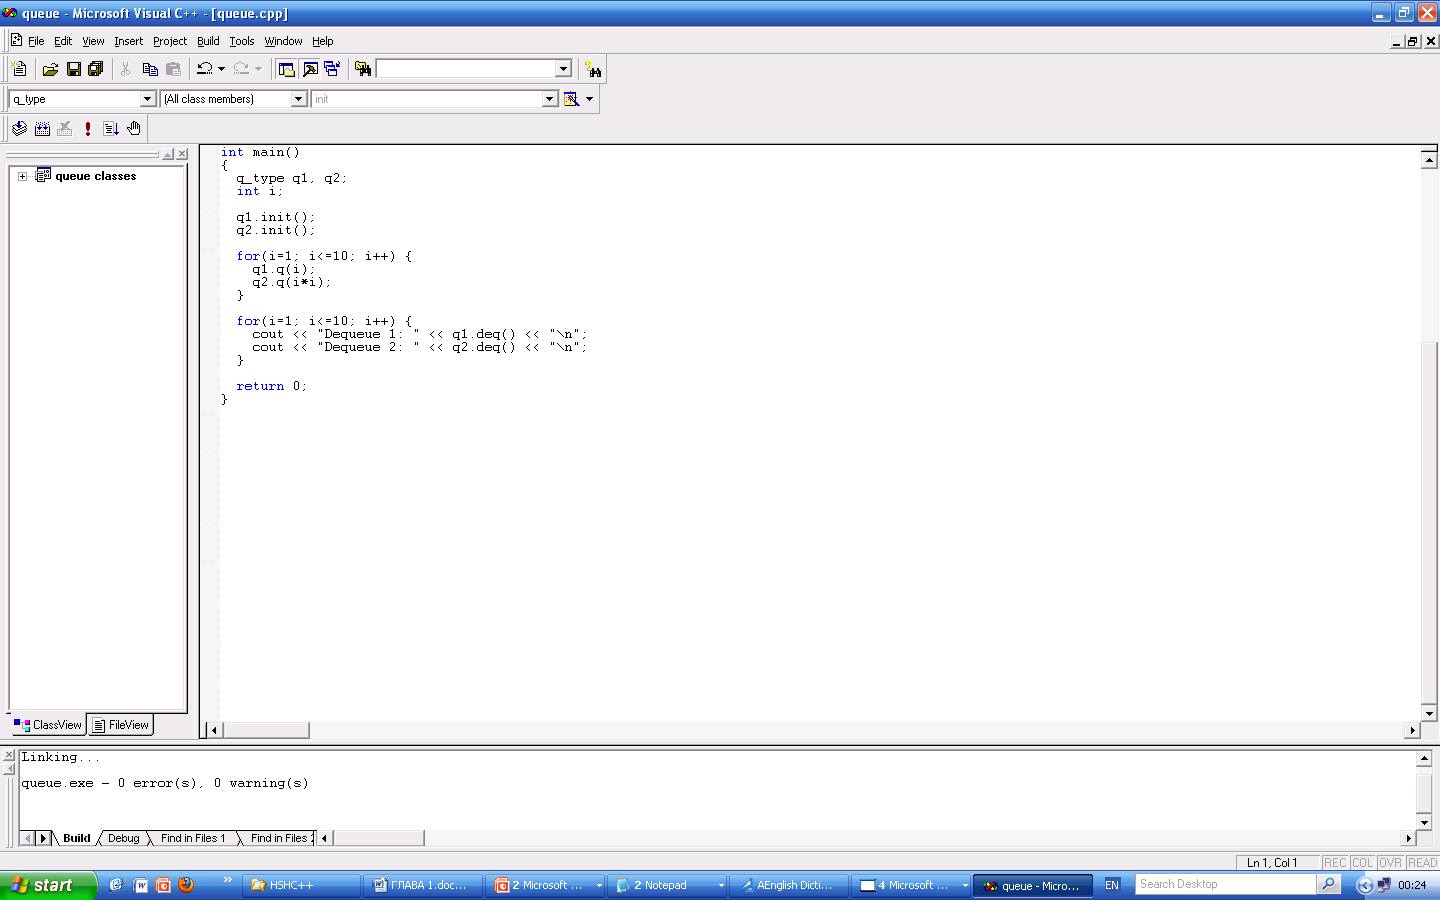 queue - Microsoft Visual C++ - [queue.cpp]
File Edit View Insert Project Build Tools Window Help
q_type (All class members) init
queue classes
int main()
{
  q_type q1, q2;
  int i;
  q1.init();
  q2.init();
  for(i=1; i<=10; i++) {
    q1.q(i);
    q2.q(i*i);
  }
  for(i=1; i<=10; i++) {
    cout << "Dequeue 1: " << q1.deq() << "\n";
    cout << "Dequeue 2: " << q2.deq() << "\n";
  }
  return 0;
}
ClassView FileView
Linking...
queue.exe - 0 error(s), 0 warning(s)
Build Debug Find in Files 1 Find in Files 2
Ln 1, Col 1 REC COL OVR READ
start HSHC++ ГЛАВА 1.doc... 2 Microsoft ... 2 Notepad AEnglish Dicti... 4 Microsoft ... queue - Micro... EN Search Desktop 00:24